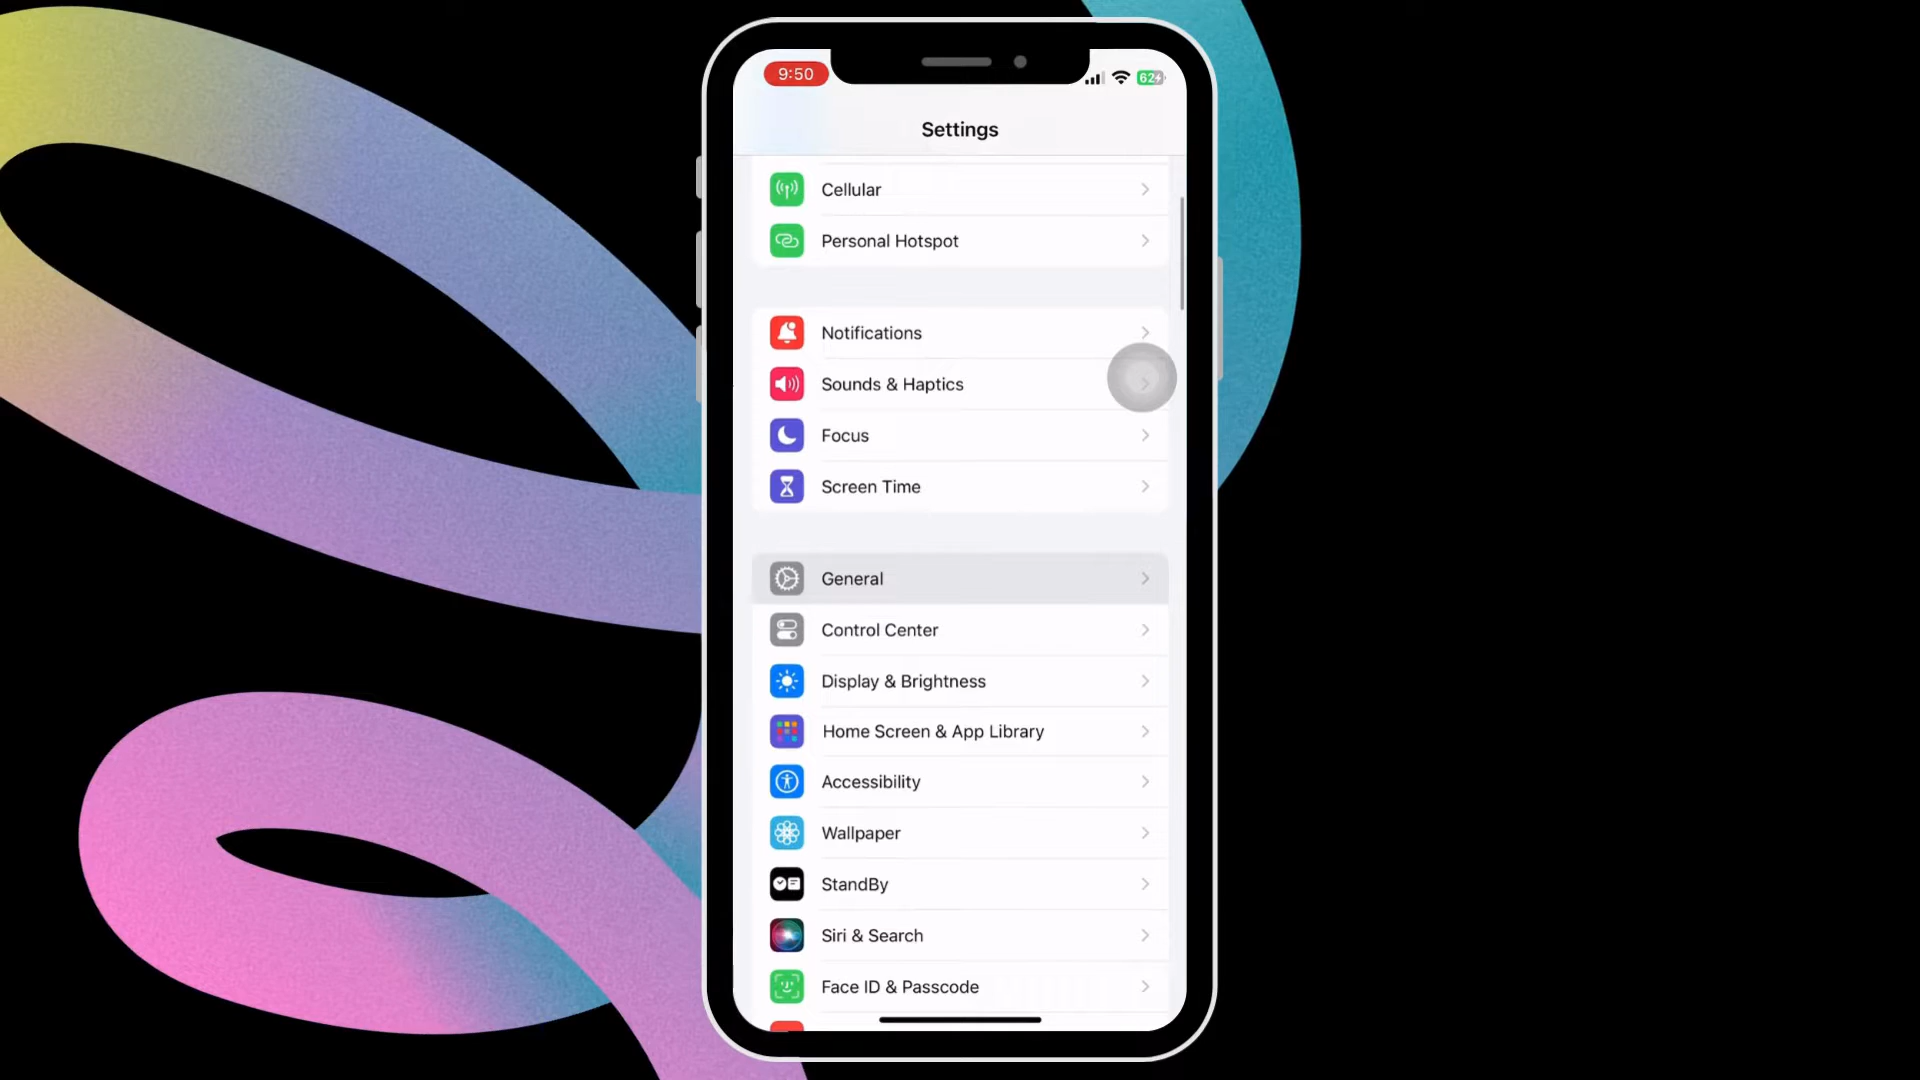 9:50
62
Settings
Cellular
Personal Hotspot
Notifications
Sounds & Haptics
Focus
Screen Time
General
Control Center
Display & Brightness
Home Screen & App Library
Accessibility
Wallpaper
StandBy
Siri & Search
Face ID & Passcode